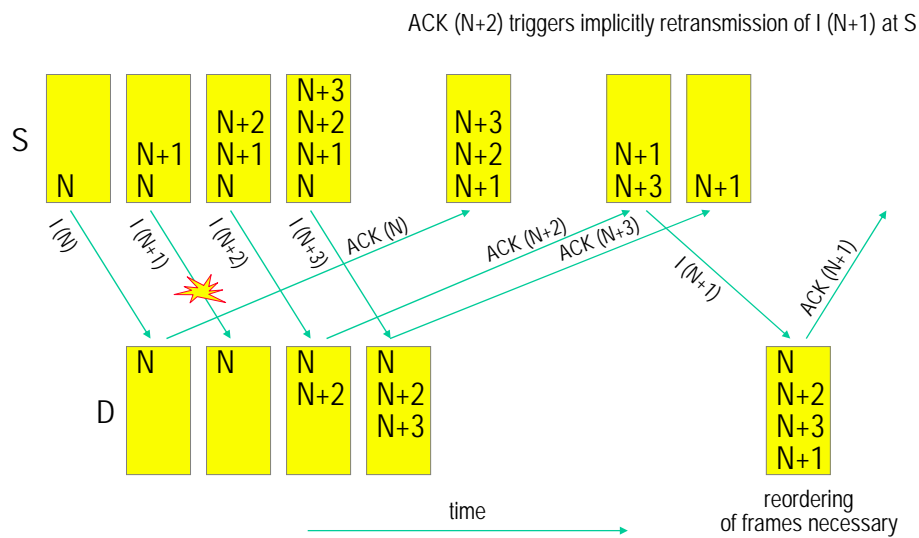 ACK (N+2) triggers implicitly retransmission of I (N+1) at S
S
N
N+1
N
N+2
N+1
N
N+3
N+2
N+1
N
N+3
N+2
N+1
N+1
N+3
N+1
I (N)
I (N+1)
I (N+2)
I (N+3)
ACK (N)
ACK (N+2)
ACK (N+3)
I (N+1)
ACK (N+1)
D
N
N
N
N+2
N
N+2
N+3
N
N+2
N+3
N+1
time
reordering
of frames necessary